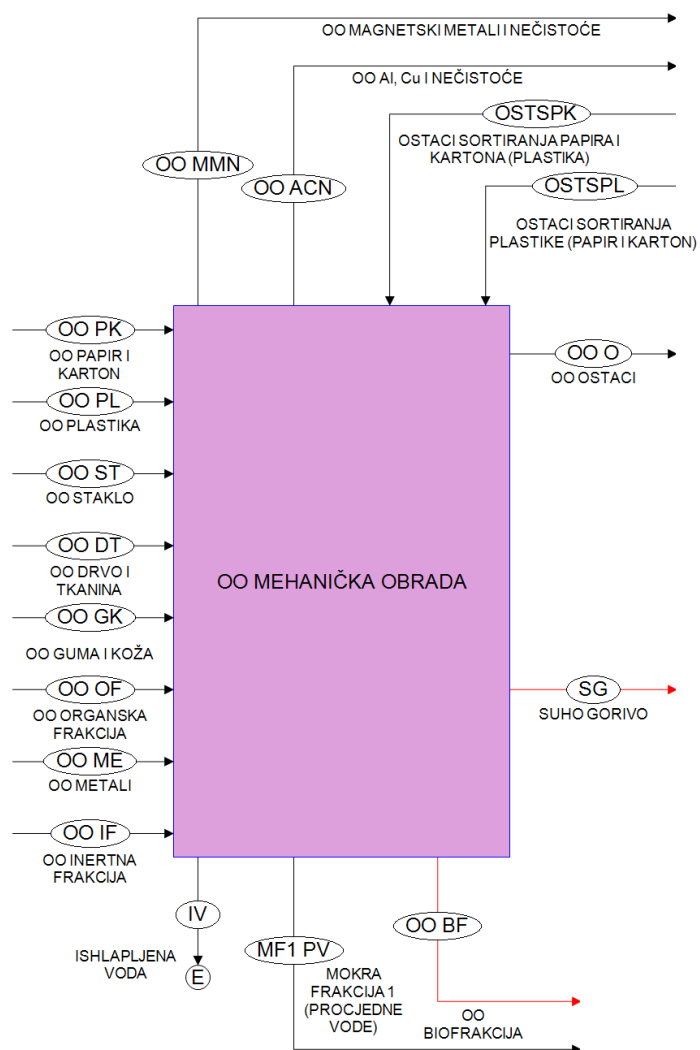 OO MAGNETSKI METALI I NEČISTOĆE
OO Al, Cu I NEČISTOĆE
OSTSPK
OSTACI SORTIRANJA PAPIRA I
KARTONA (PLASTIKA)
OO MMN
OO ACN
OSTSPL
OSTACI SORTIRANJA
PLASTIKE (PAPIR I KARTON)
OO PK
OO PAPIR I
KARTON
OO O
OO OSTACI
OO PL
OO PLASTIKA
OO ST
OO STAKLO
OO DT
OO DRVO I
TKANINA
OO MEHANIČKA OBRADA
OO GK
OO GUMA I KOŽA
OO OF
OO ORGANSKA
FRAKCIJA
SG
SUHO GORIVO
OO ME
OO METALI
OO IF
OO INERTNA
FRAKCIJA
IV
ISHLAPLJENA
VODA
E
MF1 PV
MOKRA
FRAKCIJA 1
(PROCJEDNE
VODE)
OO BF
OO
BIOFRAKCIJA